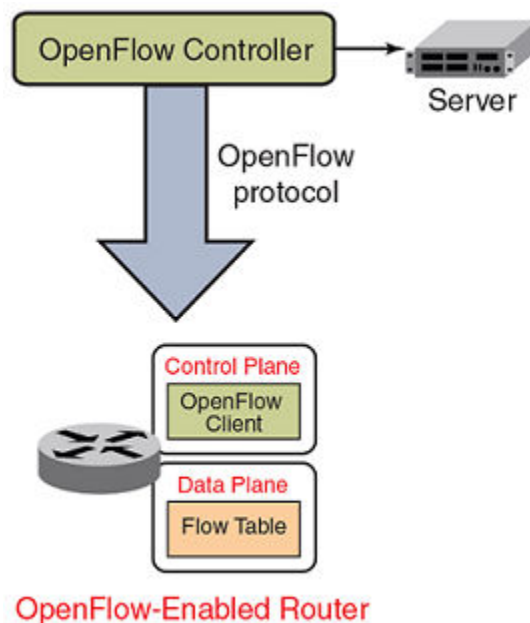 OpenFlow Controller
Server
OpenFlow
protocol
Control Plane
OpenFlow
Client
Data Plane
Flow Table
OpenFlow-Enabled Router